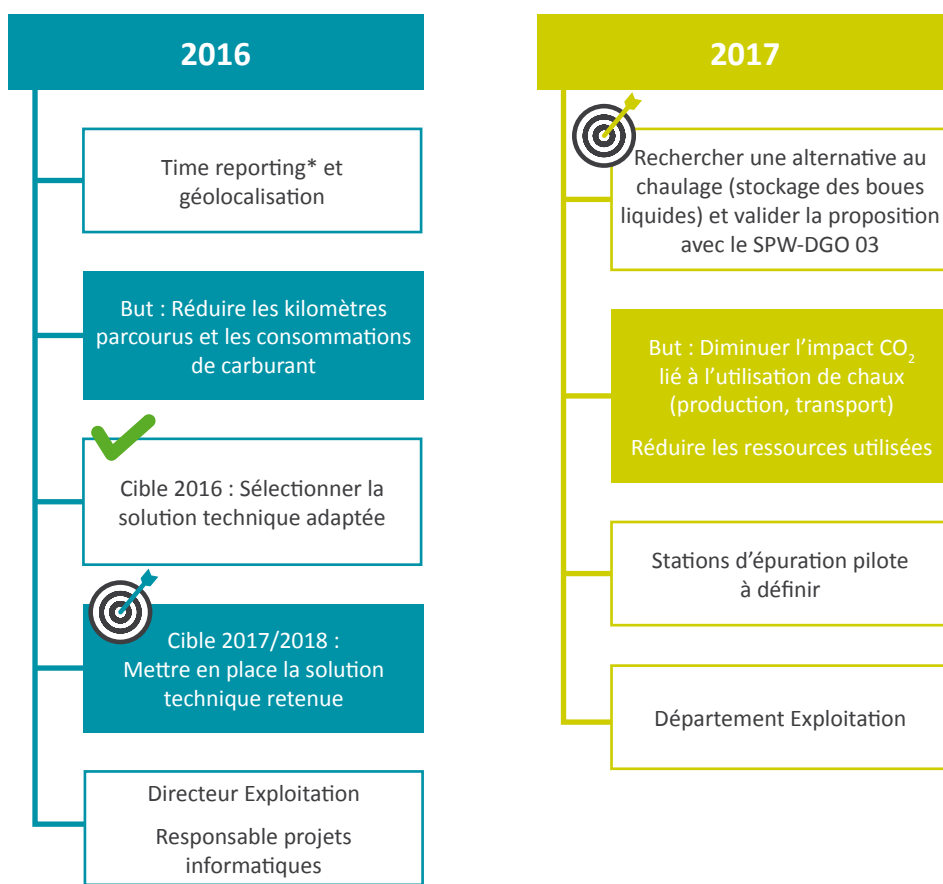 2016
Time reporting* et
géolocalisation
But : Réduire les kilomètres
parcourus et les consommations
de carburant
Cible 2016 : Sélectionner la
solution technique adaptée
Cible 2017/2018 :
Mettre en place la solution
technique retenue
Directeur Exploitation
Responsable projets
informatiques
2017
Rechercher une alternative au
chaulage (stockage des boues
liquides) et valider la proposition
avec le SPW-DGO 03
But : Diminuer l’impact CO₂
lié à l’utilisation de chaux
(production, transport)
Réduire les ressources utilisées
Stations d’épuration pilote
à définir
Département Exploitation